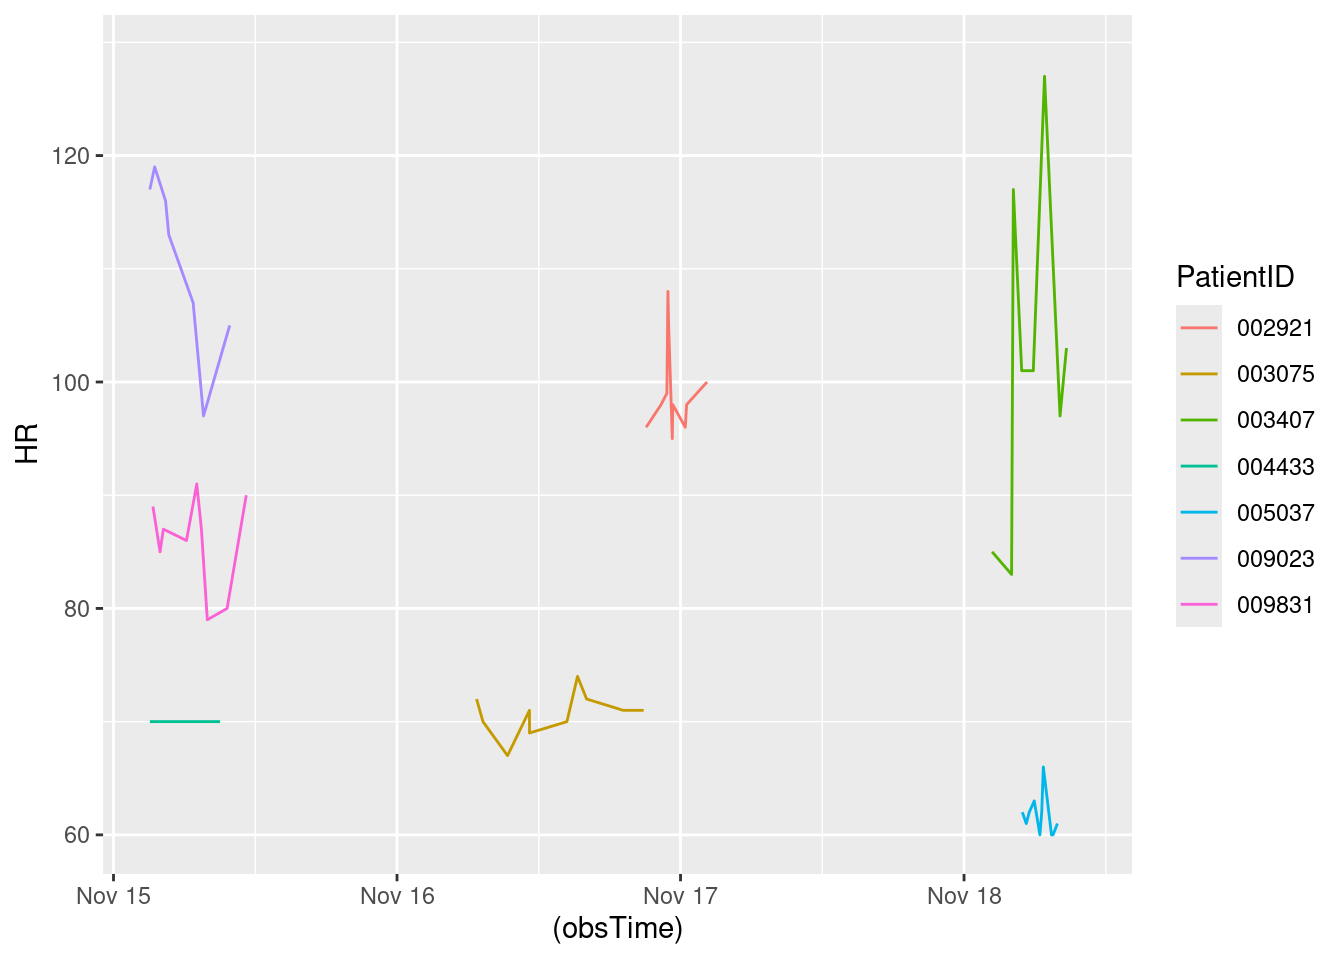 HR
120
100
80
60
Nov 15
Nov 16
Nov 17
Nov 18
(obsTime)
PatientID
002921
003075
003407
004433
005037
009023
009831